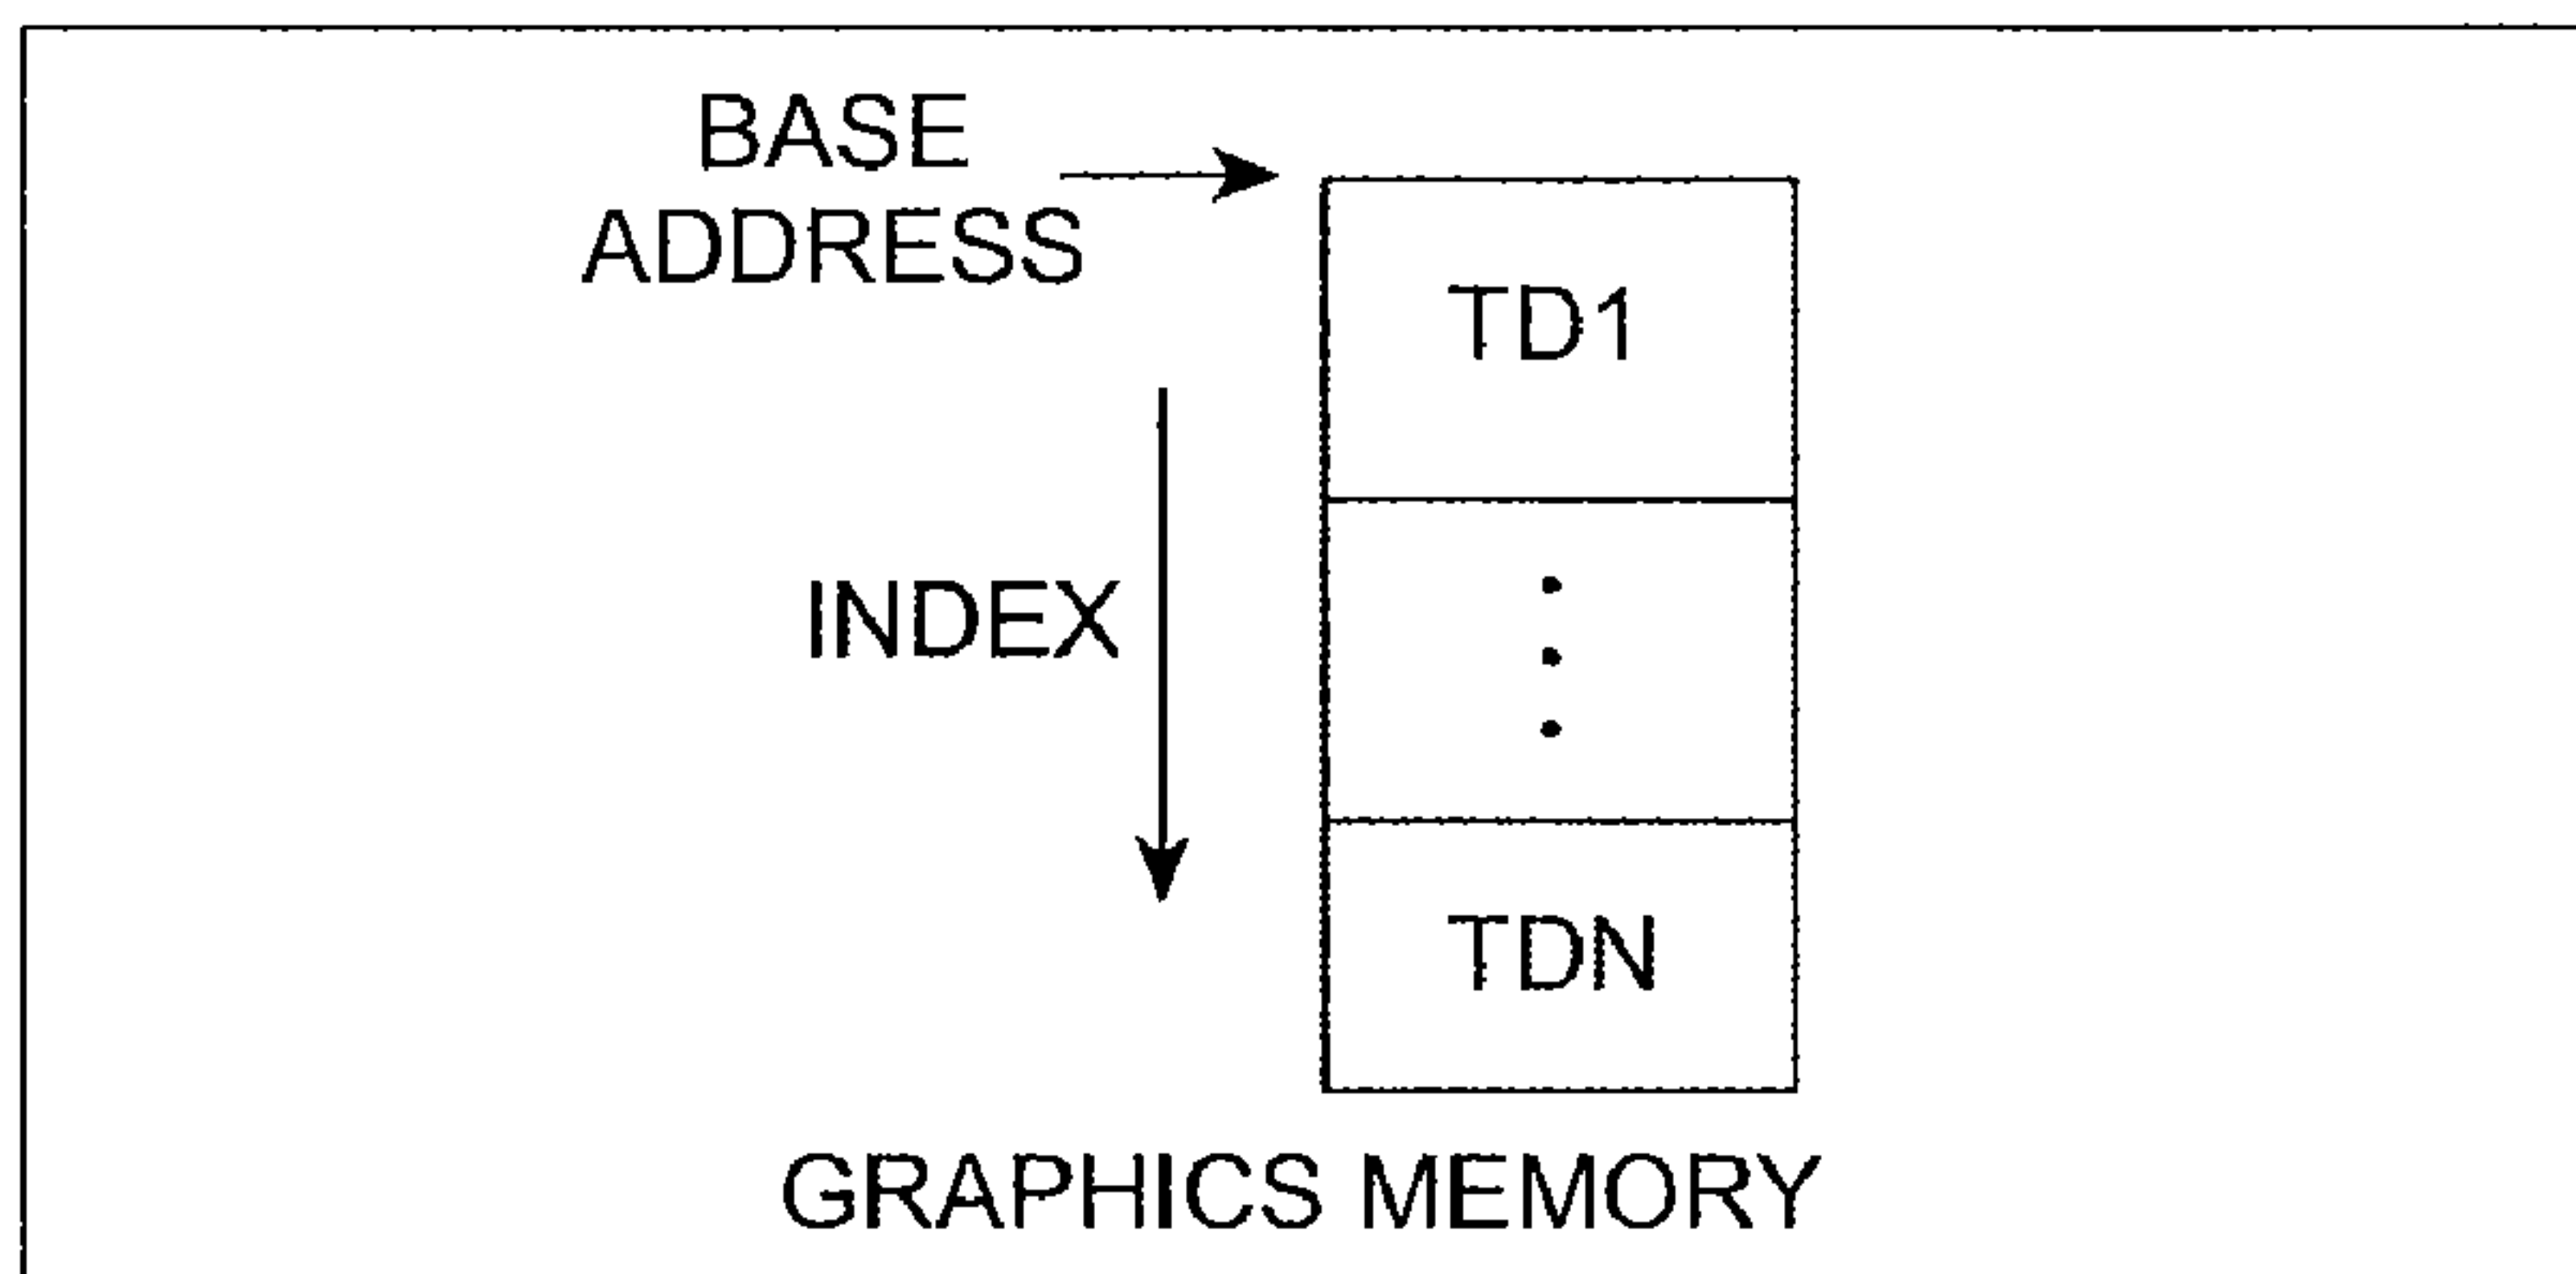 BASE
ADDRESS
TD1
INDEX
TDN
GRAPHICS MEMORY